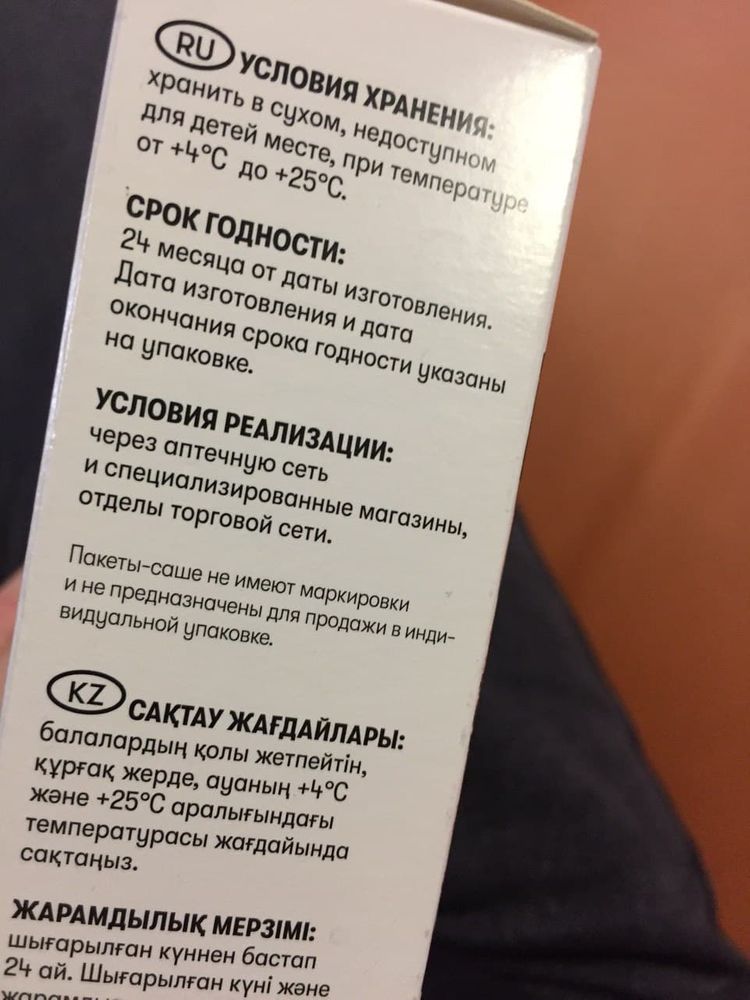 RU УСЛОВИЯ ХРАНЕНИЯ:
хранить в сухом, недоступном
для детей месте, при температуре
от +4°C до +25°C.
СРОК ГОДНОСТИ:
24 месяца от даты изготовления.
Дата изготовления и дата
окончания срока годности указаны
на упаковке.
УСЛОВИЯ РЕАЛИЗАЦИИ:
через аптечную сеть
и специализированные магазины,
отделы торговой сети.
Пакеты-саше не имеют маркировки
и не предназначены для продажи в инди-
видуальной упаковке.
KZ САҚТАУ ЖАҒДАЙЛАРЫ:
балалардың қолы жетпейтін,
құрғақ жерде, ауаның +4°C
және +25°C аралығындағы
температурасы жағдайында
сақтаңыз.
ЖАРАМДЫЛЫҚ МЕРЗІМІ:
шығарылған күннен бастап
24 ай. Шығарылған күні және